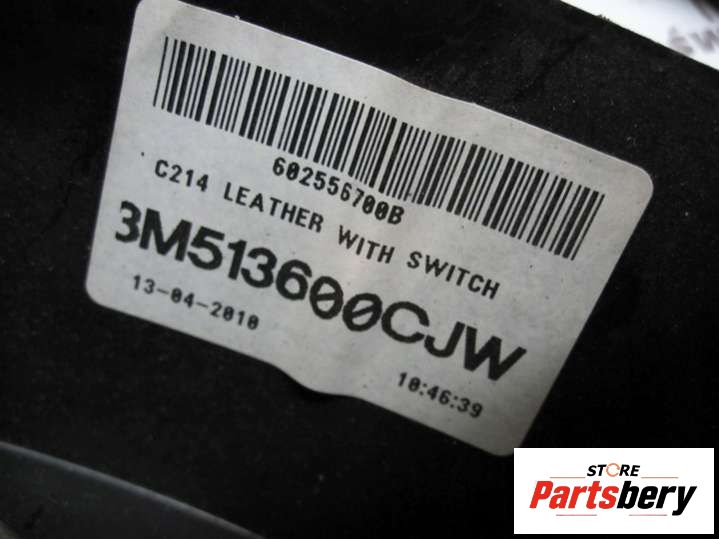 602556700B
C214 LEATHER WITH SWITCH
3M513600CJW
13-04-2010
10:46:39
STORE
Partsbery